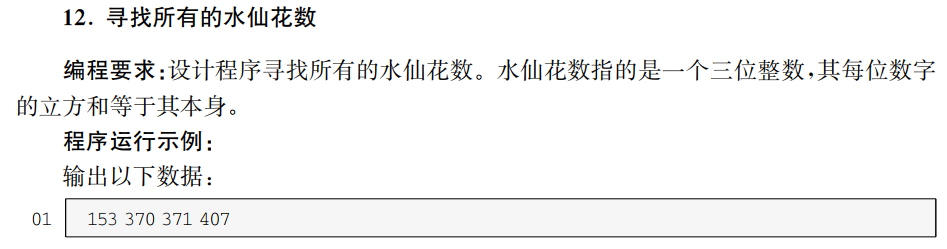 12. 寻找所有的水仙花数
编程要求:设计程序寻找所有的水仙花数。水仙花数指的是一个三位整数,其每位数字
的立方和等于其本身。
程序运行示例:
输出以下数据:
01 153 370 371 407